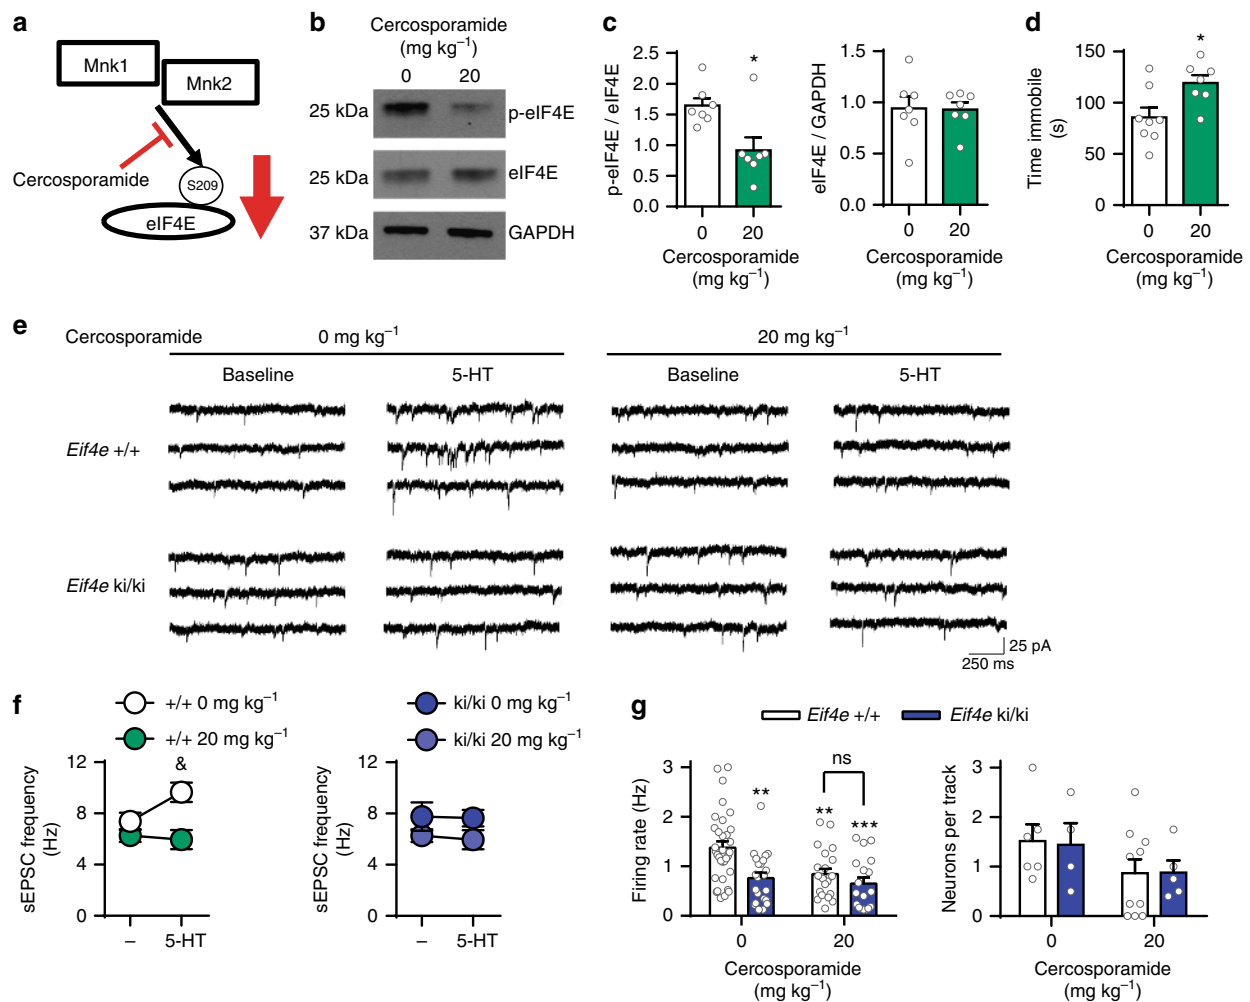 a
Mnk1
Mnk2
Cercosporamide
S209
eIF4E
b
Cercosporamide
(mg kg⁻¹)
0 20
25 kDa p-eIF4E
25 kDa eIF4E
37 kDa GAPDH
c
p-eIF4E / eIF4E
2.5
2.0
1.5
1.0
0.5
0.0
*
0 20
Cercosporamide
(mg kg⁻¹)
eIF4E / GAPDH
1.5
1.0
0.5
0.0
0 20
Cercosporamide
(mg kg⁻¹)
d
Time immobile
(s)
150
100
50
0
*
0 20
Cercosporamide
(mg kg⁻¹)
e
Cercosporamide 0 mg kg⁻¹ 20 mg kg⁻¹
Baseline 5-HT Baseline 5-HT
Eif4e +/+
Eif4e ki/ki
25 pA
250 ms
f
+/+ 0 mg kg⁻¹
+/+ 20 mg kg⁻¹
sEPSC frequency
(Hz)
12
8
4
0
&
– 5-HT
ki/ki 0 mg kg⁻¹
ki/ki 20 mg kg⁻¹
sEPSC frequency
(Hz)
12
8
4
0
– 5-HT
g
Eif4e +/+ Eif4e ki/ki
Firing rate (Hz)
3
2
1
0
**
ns
**
***
0 20
Cercosporamide
(mg kg⁻¹)
Neurons per track
3
2
1
0
0 20
Cercosporamide
(mg kg⁻¹)